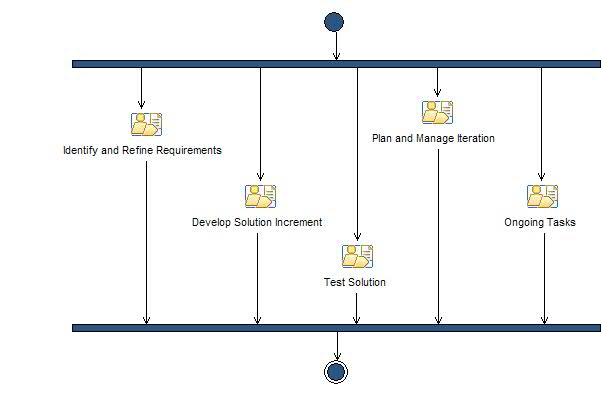 Plan and Manage Iteration
Identify and Refine Requirements
Develop Solution Increment
Ongoing Tasks
Test Solution